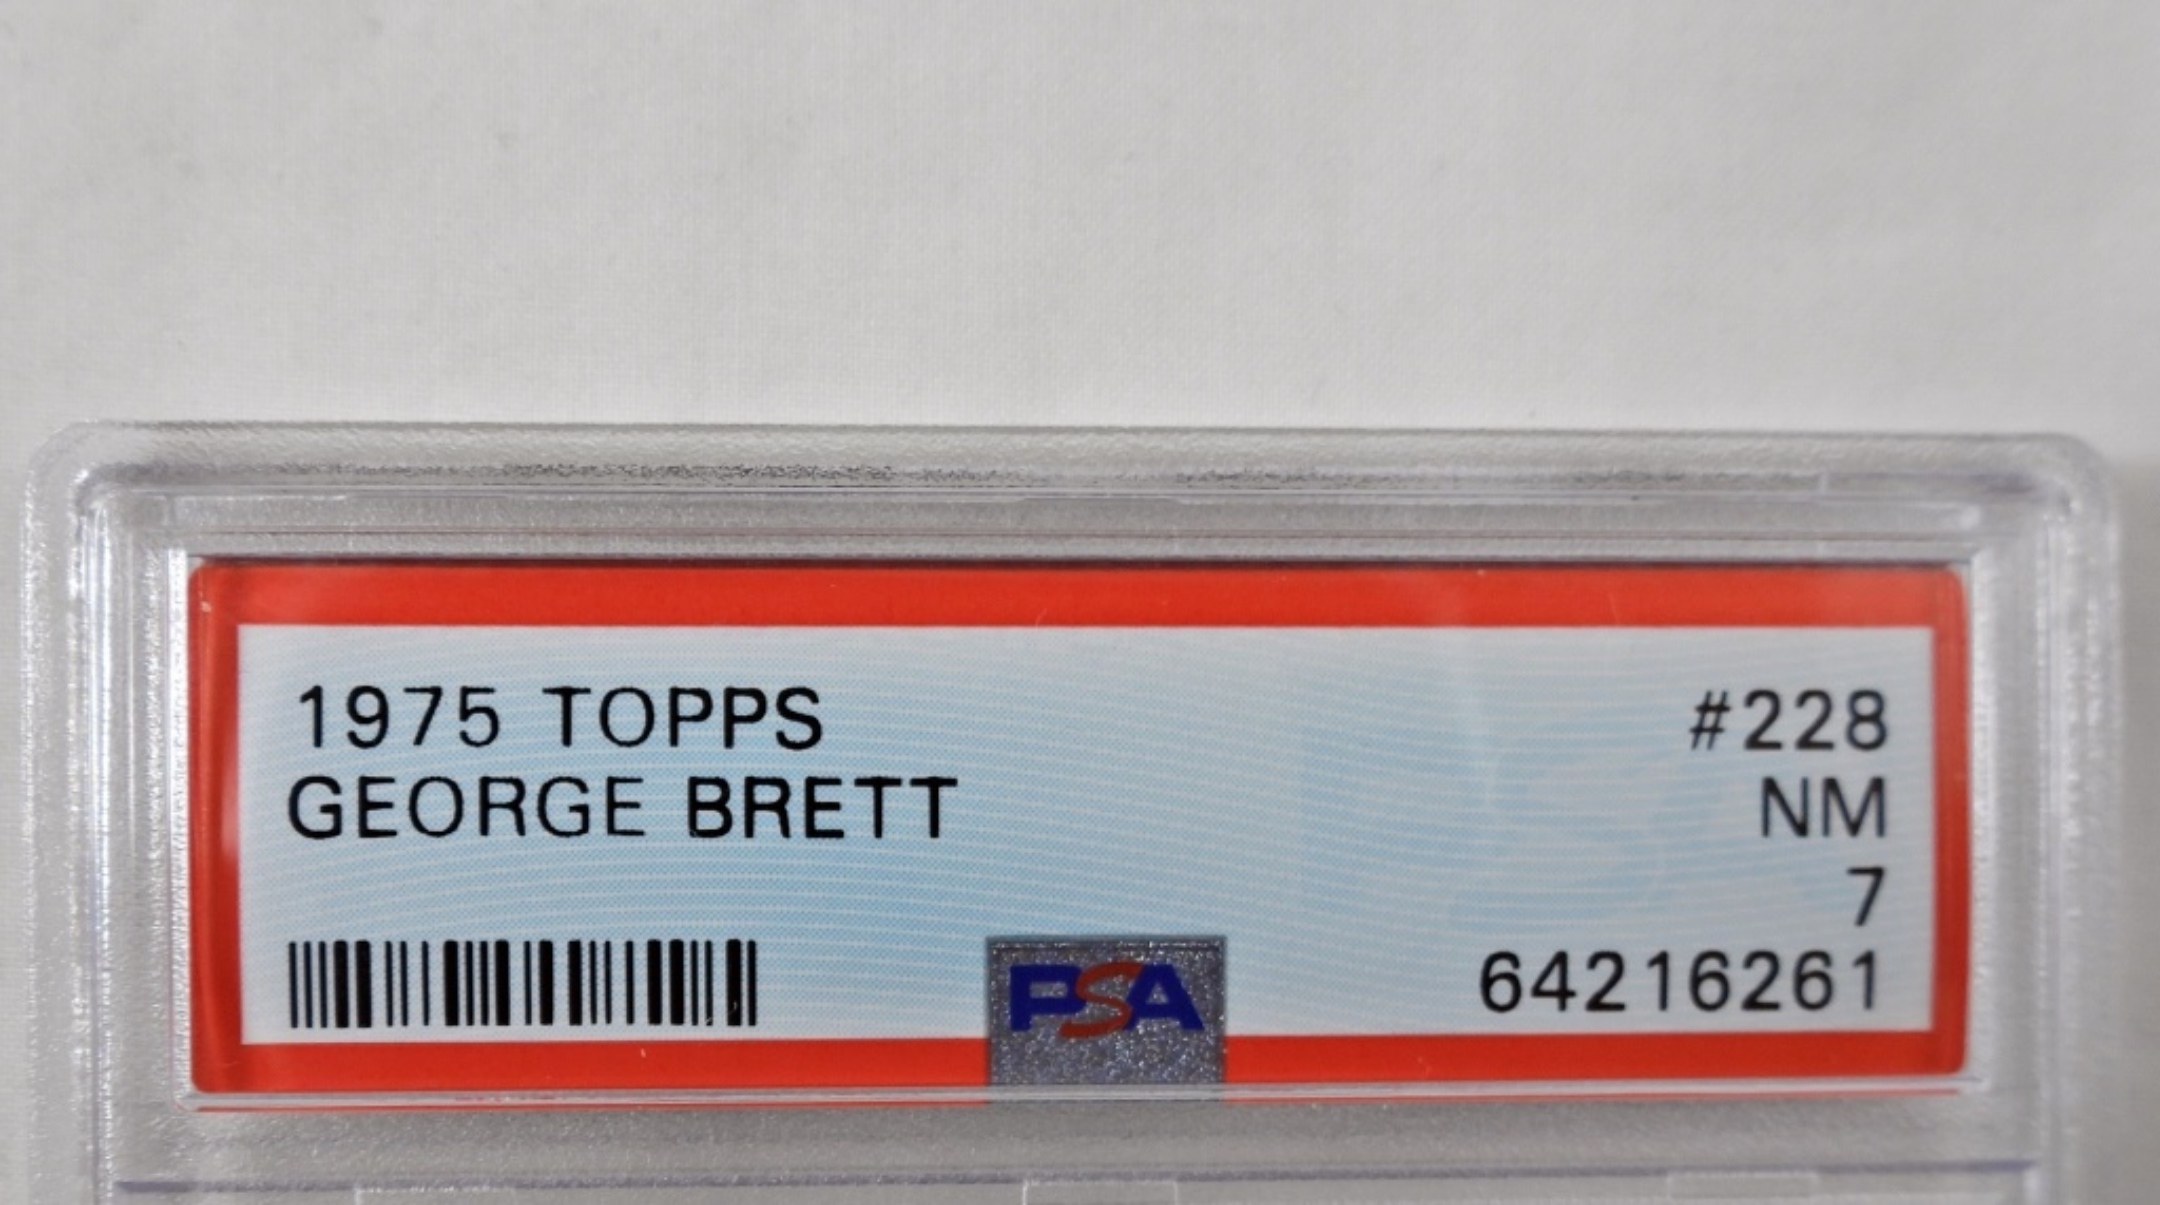 1975 TOPPS #228
GEORGE BRETT NM
7
PSA 64216261